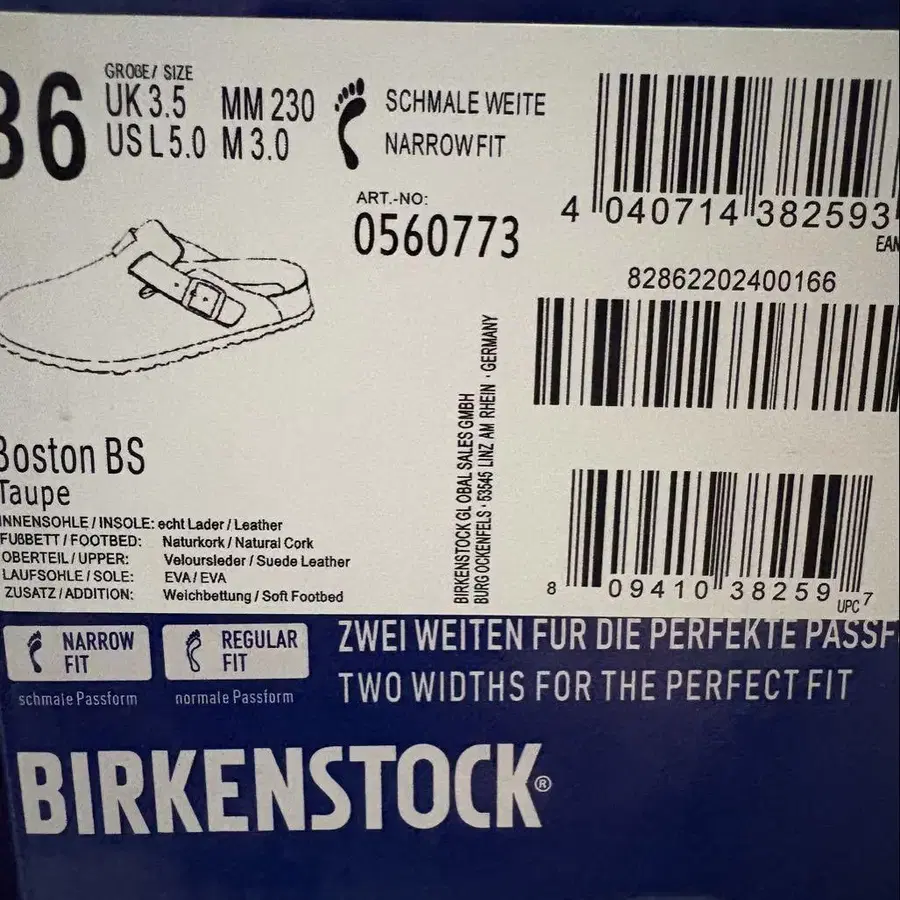 36
GROßE/ SIZE
UK 3.5 MM 230
US L 5.0 M 3.0
SCHMALE WEITE
NARROW FIT
ART.-NO:
0560773
4 040714 382593
EAN
82862202400166
BIRKENSTOCK GLOBAL SALES GMBH
BURG OCKENFELS · 53545 LINZ AM RHEIN · GERMANY
Boston BS
Taupe
INNENSOHLE / INSOLE: echt Lader / Leather
FUßBETT / FOOTBED: Naturkork / Natural Cork
OBERTEIL / UPPER: Veloursleder / Suede Leather
LAUFSOHLE / SOLE: EVA / EVA
ZUSATZ / ADDITION: Weichbettung / Soft Footbed
8 09410 38259 7
UPC
NARROW FIT
schmale Passform
REGULAR FIT
normale Passform
ZWEI WEITEN FUR DIE PERFEKTE PASSF
TWO WIDTHS FOR THE PERFECT FIT
BIRKENSTOCK®